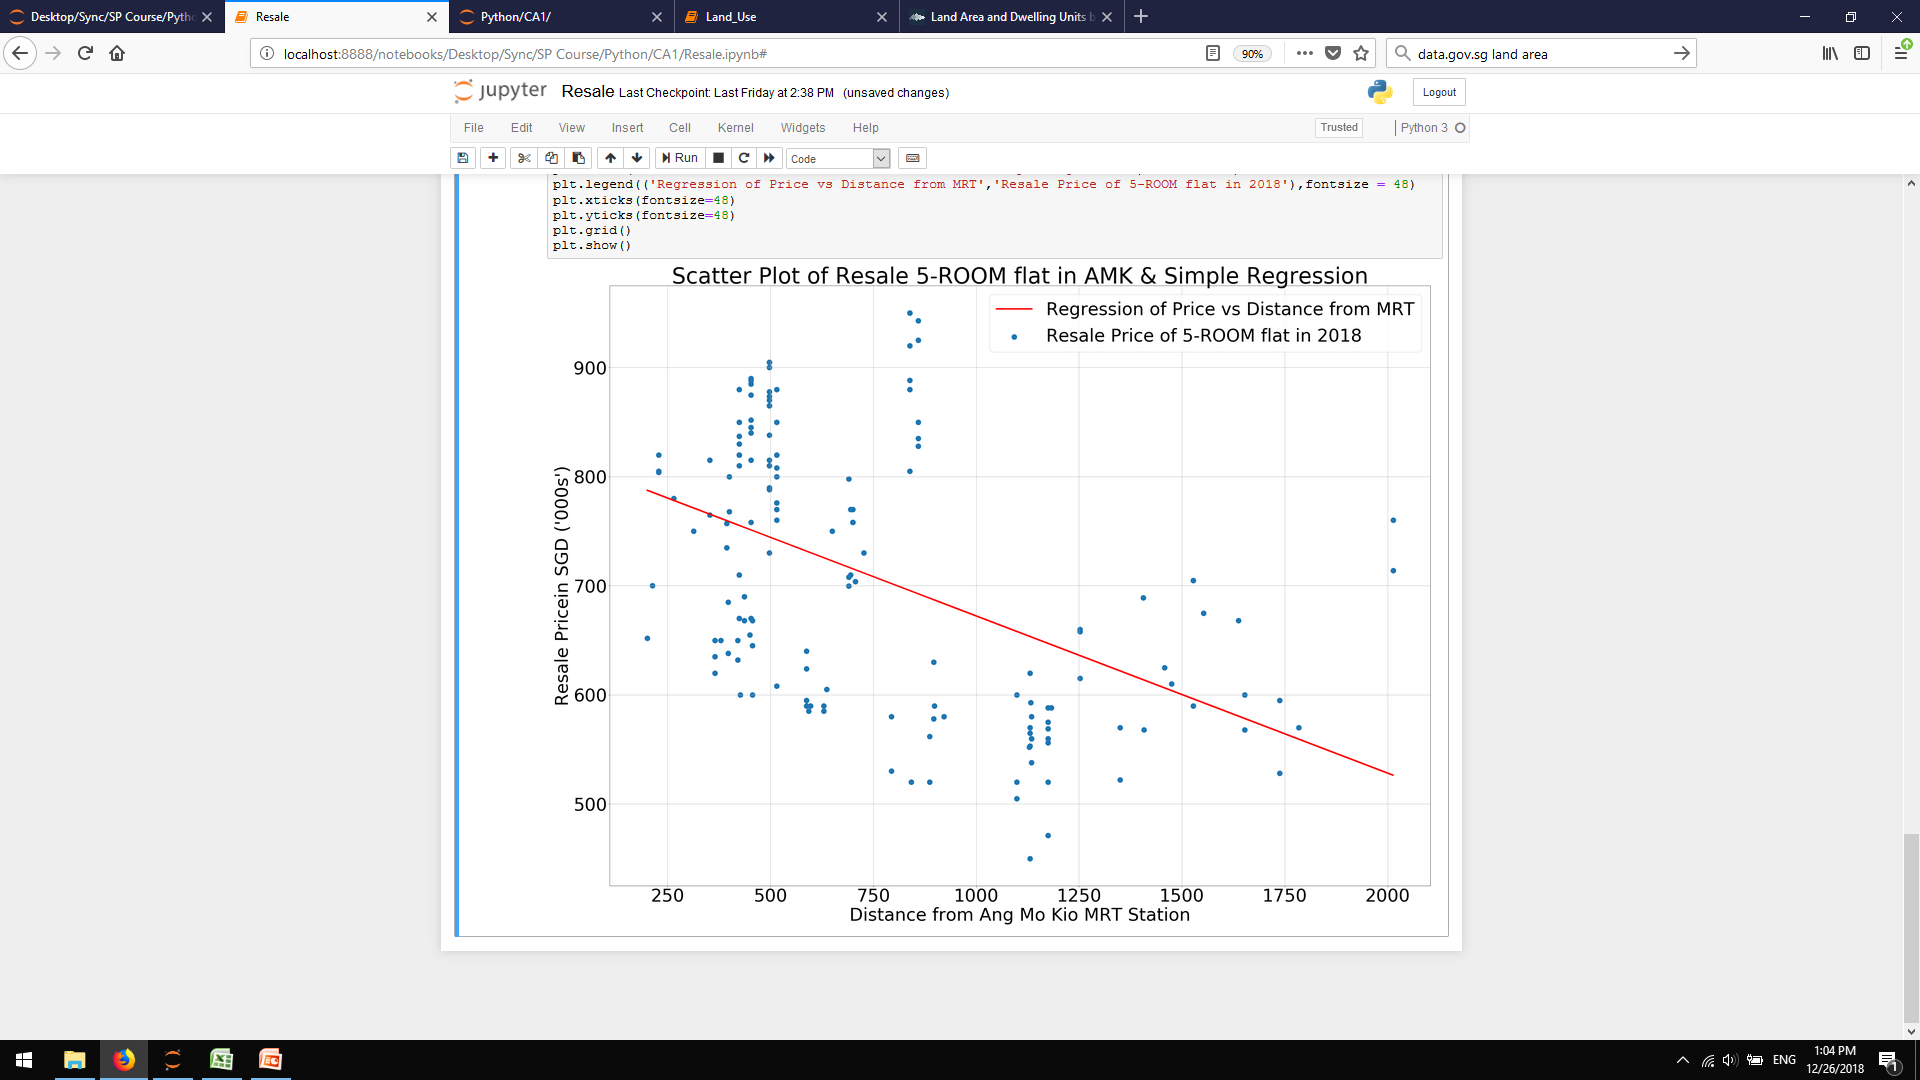 Desktop/Sync/SP Course/Pyth
Resale
Python/CA1/
Land_Use
Land Area and Dwelling Units b
localhost:8888/notebooks/Desktop/Sync/SP Course/Python/CA1/Resale.ipynb#
90%
data.gov.sg land area
jupyter
Resale Last Checkpoint: Last Friday at 2:38 PM (unsaved changes)
Logout
File Edit View Insert Cell Kernel Widgets Help
Trusted
Python 3
Run
Code
plt.legend(('Regression of Price vs Distance from MRT','Resale Price of 5-ROOM flat in 2018'),fontsize = 48)
plt.xticks(fontsize=48)
plt.yticks(fontsize=48)
plt.grid()
plt.show()
Scatter Plot of Resale 5-ROOM flat in AMK & Simple Regression
Regression of Price vs Distance from MRT
Resale Price of 5-ROOM flat in 2018
900
800
700
600
500
Resale Pricein SGD ('000s')
250 500 750 1000 1250 1500 1750 2000
Distance from Ang Mo Kio MRT Station
ENG
1:04 PM
12/26/2018
1